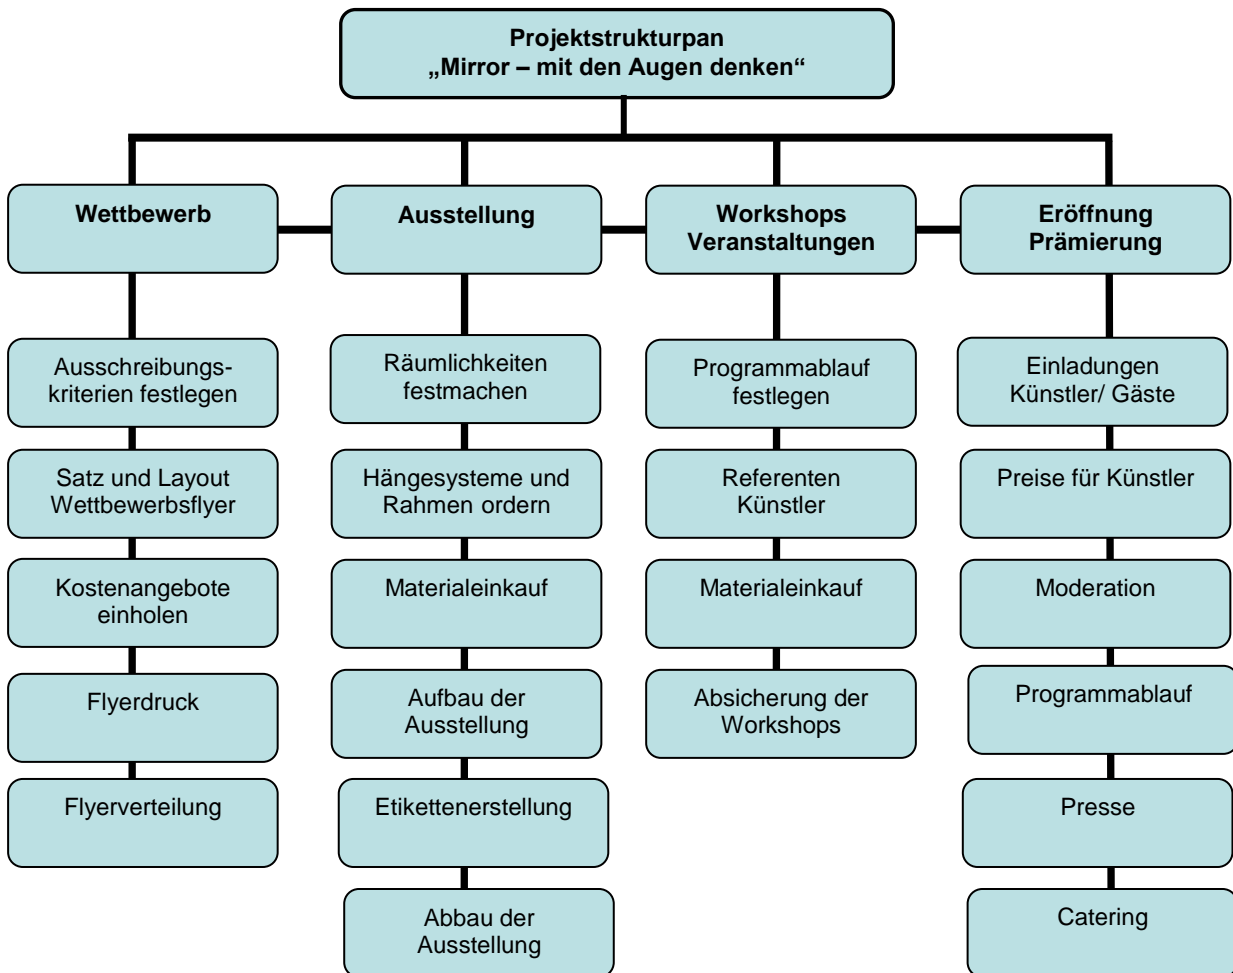 Projektstrukturpan
„Mirror – mit den Augen denken“
Wettbewerb
Ausstellung
Workshops
Veranstaltungen
Eröffnung
Prämierung
Ausschreibungs-
kriterien festlegen
Räumlichkeiten
festmachen
Programmablauf
festlegen
Einladungen
Künstler/ Gäste
Satz und Layout
Wettbewerbsflyer
Hängesysteme und
Rahmen ordern
Referenten
Künstler
Preise für Künstler
Kostenangebote
einholen
Materialeinkauf
Materialeinkauf
Moderation
Flyerdruck
Aufbau der
Ausstellung
Absicherung der
Workshops
Programmablauf
Flyerverteilung
Etikettenerstellung
Presse
Abbau der
Ausstellung
Catering